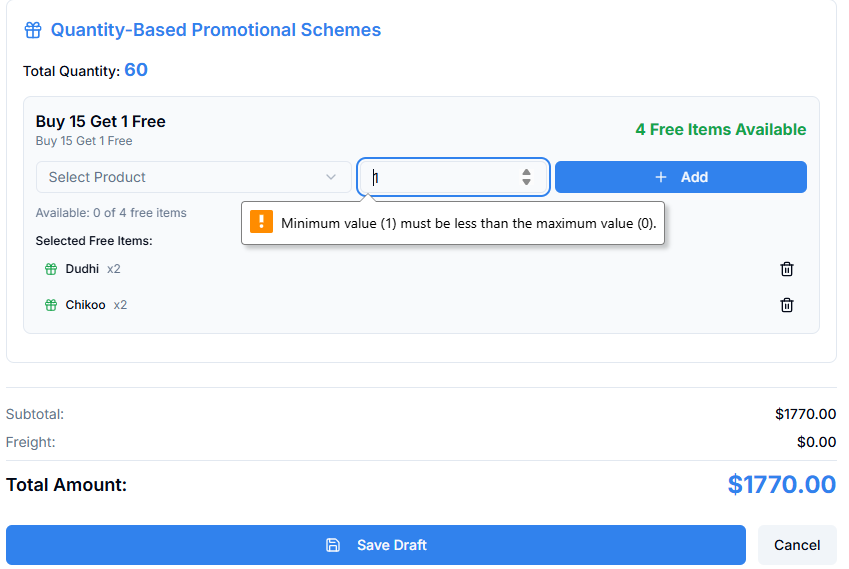 Quantity-Based Promotional Schemes
Total Quantity: 60
Buy 15 Get 1 Free
Buy 15 Get 1 Free
4 Free Items Available
Select Product
1
+ Add
Available: 0 of 4 free items
Minimum value (1) must be less than the maximum value (0).
Selected Free Items:
Dudhi x2
Chikoo x2
Subtotal: $1770.00
Freight: $0.00
Total Amount: $1770.00
Save Draft
Cancel